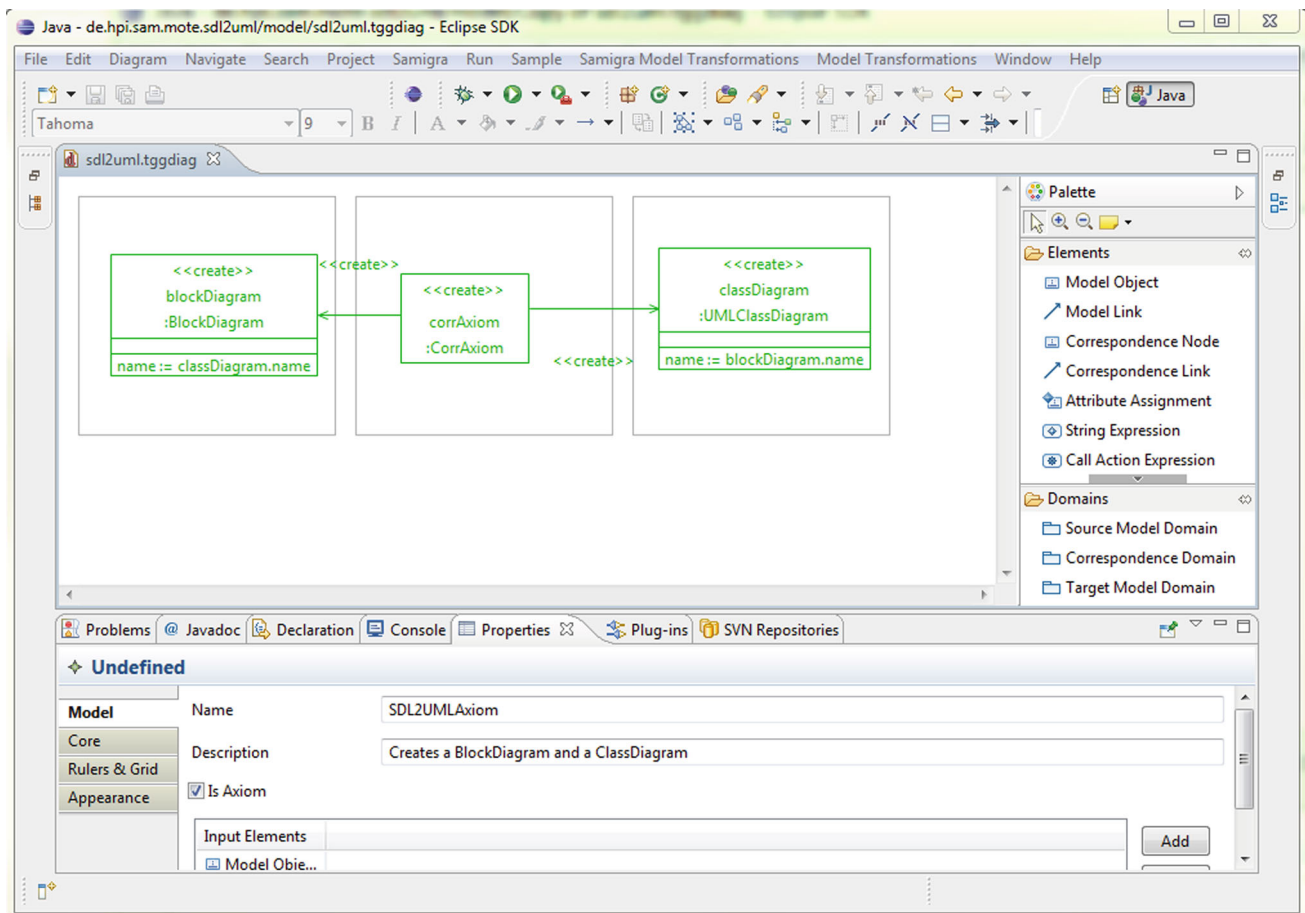 Java - de.hpi.sam.mote.sdl2uml/model/sdl2uml.tggdiag - Eclipse SDK
File Edit Diagram Navigate Search Project Samigra Run Sample Samigra Model Transformations Model Transformations Window Help
Java
Tahoma 9 B I A
sdl2uml.tggdiag
<<create>>
blockDiagram
:BlockDiagram
name := classDiagram.name
<<create>>
<<create>>
corrAxiom
:CorrAxiom
<<create>>
<<create>>
classDiagram
:UMLClassDiagram
name := blockDiagram.name
Palette
Elements
Model Object
Model Link
Correspondence Node
Correspondence Link
Attribute Assignment
String Expression
Call Action Expression
Domains
Source Model Domain
Correspondence Domain
Target Model Domain
Problems @ Javadoc Declaration Console Properties Plug-ins SVN Repositories
Undefined
Model
Core
Rulers & Grid
Appearance
Name SDL2UMLAxiom
Description Creates a BlockDiagram and a ClassDiagram
Is Axiom
Input Elements
Model Obje...
Add